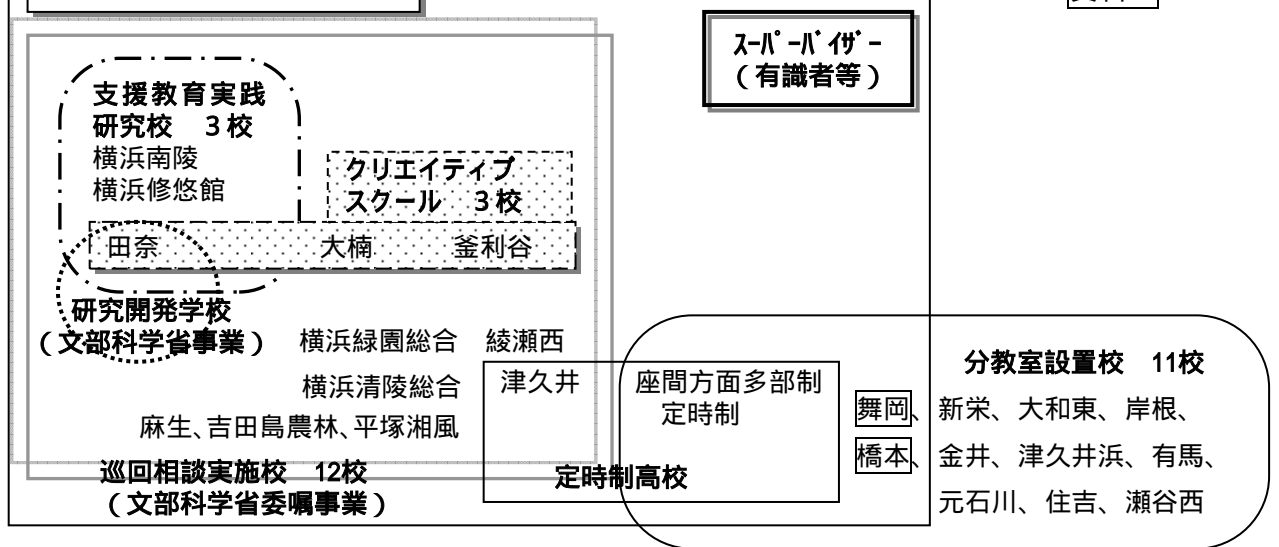 スーパーバイザー
（有識者等）
支援教育実践
研究校　３校
横浜南陵
横浜修悠館
クリエイティブ
スクール　３校
田奈　大楠　釜利谷
研究開発学校
（文部科学省事業）
横浜緑園総合　綾瀬西
横浜清陵総合
麻生、吉田島農林、平塚湘風
巡回相談実施校　12校
（文部科学省委嘱事業）
津久井
座間方面多部制
定時制
定時制高校
分教室設置校　11校
舞岡、新栄、大和東、岸根、
橋本、金井、津久井浜、有馬、
元石川、住吉、瀬谷西